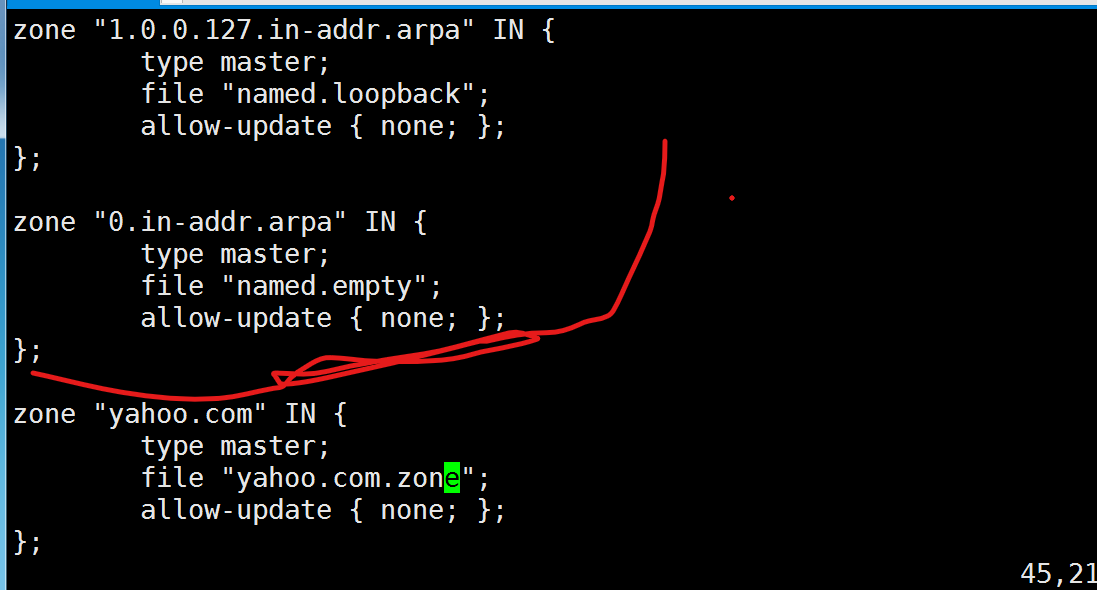 zone "1.0.0.127.in-addr.arpa" IN {
type master;
file "named.loopback";
allow-update { none; };
};
zone "0.in-addr.arpa" IN {
type master;
file "named.empty";
allow-update { none; };
};
zone "yahoo.com" IN {
type master;
file "yahoo.com.zone";
allow-update { none; };
};
45,21